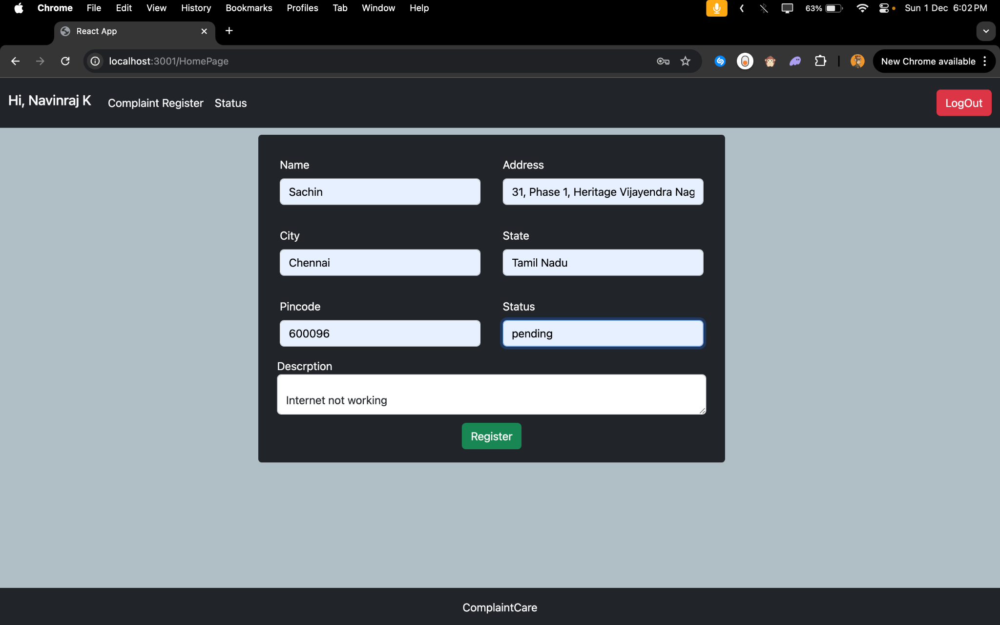 Chrome File Edit View History Bookmarks Profiles Tab Window Help 63% Sun 1 Dec 6:02 PM
React App
localhost:3001/HomePage New Chrome available
Hi, Navinraj K Complaint Register Status LogOut
Name Address
Sachin 31, Phase 1, Heritage Vijayendra Nag
City State
Chennai Tamil Nadu
Pincode Status
600096 pending
Descrption
Internet not working
Register
ComplaintCare